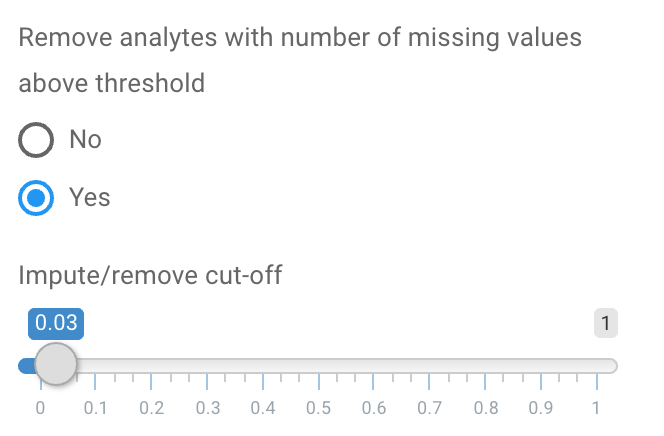 Remove analytes with number of missing values
above threshold
No
Yes
Impute/remove cut-off
0.03 1
0 0.1 0.2 0.3 0.4 0.5 0.6 0.7 0.8 0.9 1